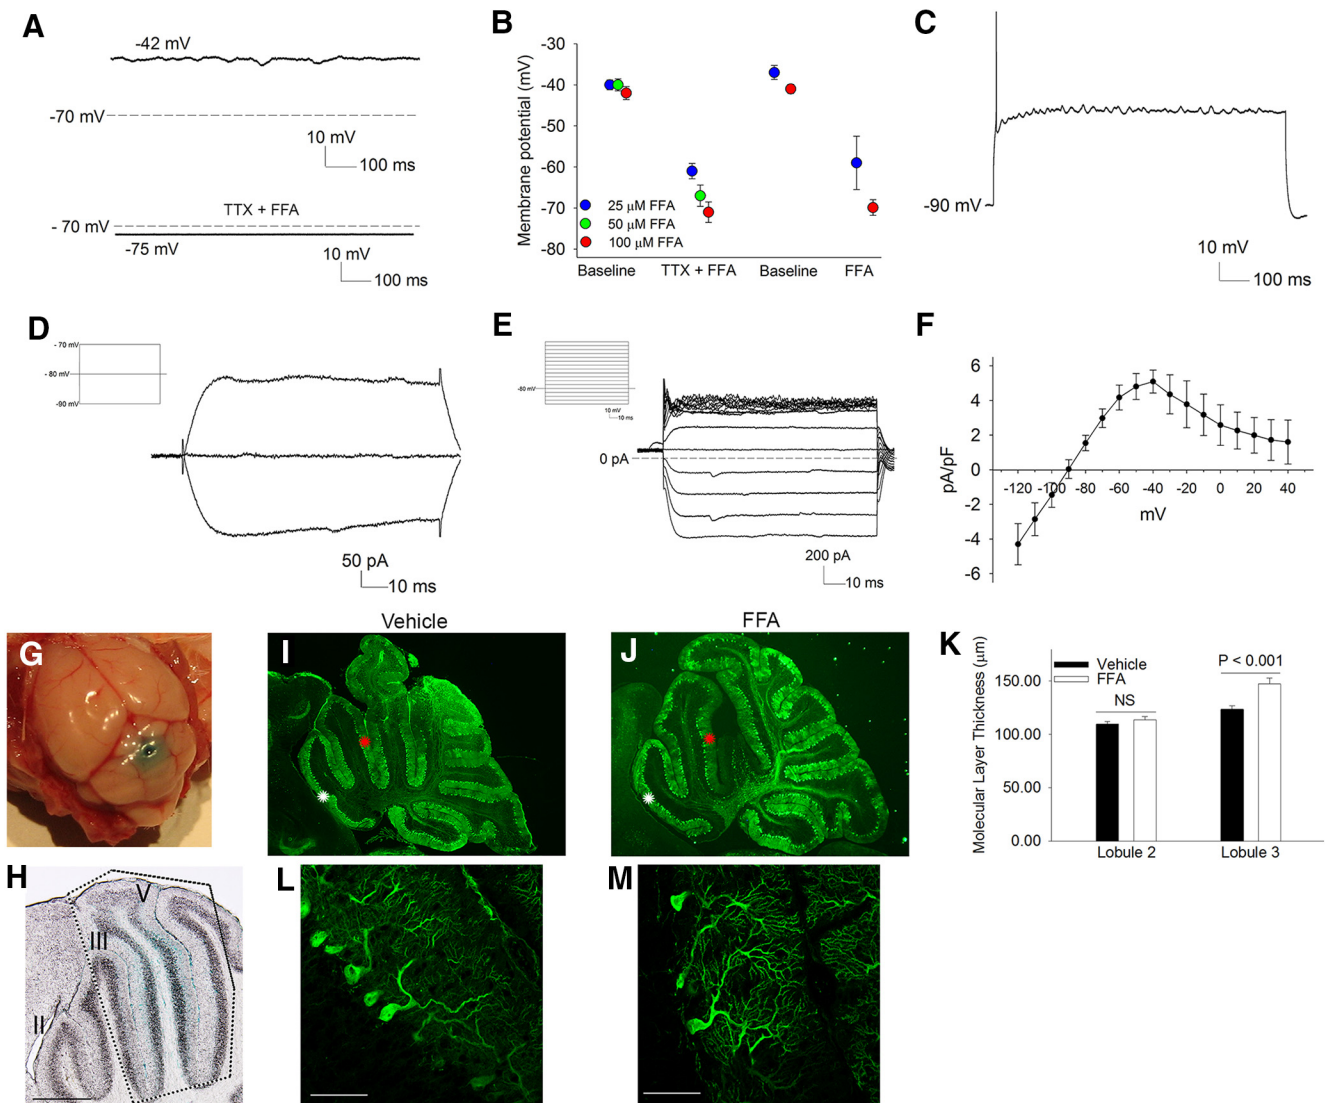 A
-42 mV
-70 mV
10 mV
100 ms
TTX + FFA
- 70 mV
-75 mV
10 mV
100 ms
B
Membrane potential (mV)
-30
-40
-50
-60
-70
-80
25 μM FFA
50 μM FFA
100 μM FFA
Baseline
TTX + FFA
Baseline
FFA
C
-90 mV
10 mV
100 ms
D
- 70 mV
- 80 mV
-90 mV
50 pA
10 ms
E
-80 mV
10 mV
10 ms
0 pA
200 pA
10 ms
F
pA/pF
6
4
2
0
-2
-4
-6
-120 -100 -80 -60 -40 -20 0 20 40
mV
Vehicle
FFA
G
I
J
K
Molecular Layer Thickness (μm)
150.00
100.00
50.00
0.00
Vehicle
FFA
NS
P < 0.001
Lobule 2
Lobule 3
H
V
III
II
L
M